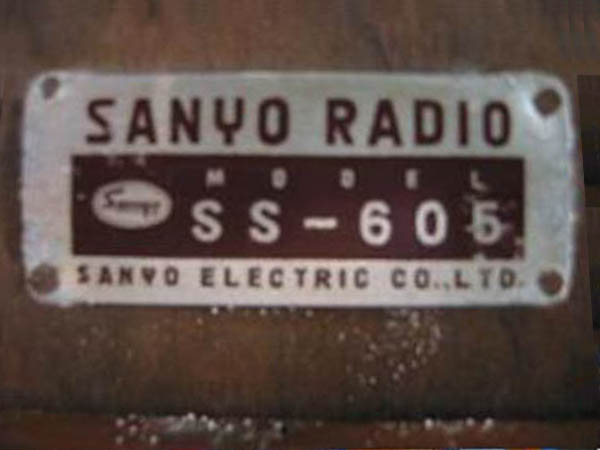 SANYO RADIO
MODEL
Sanyo
SS-605
SANYO ELECTRIC CO.,LTD.